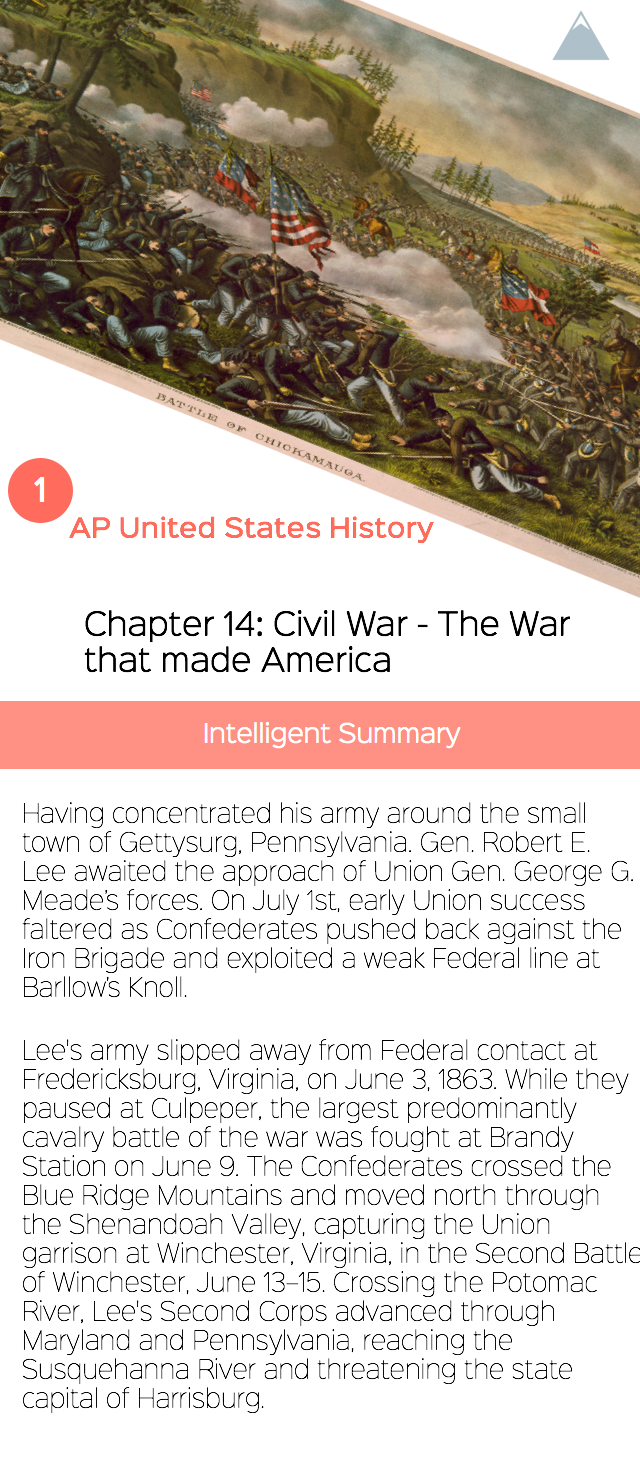 BATTLE OF CHICKAMAUGA.
1
AP United States History
Chapter 14: Civil War - The War
that made America
Intelligent Summary
Having concentrated his army around the small
town of Gettysurg, Pennsylvania. Gen. Robert E.
Lee awaited the approach of Union Gen. George G.
Meade's forces. On July 1st, early Union success
faltered as Confederates pushed back against the
Iron Brigade and exploited a weak Federal line at
Barllow's Knoll.
Lee's army slipped away from Federal contact at
Fredericksburg, Virginia, on June 3, 1863. While they
paused at Culpeper, the largest predominantly
cavalry battle of the war was fought at Brandy
Station on June 9. The Confederates crossed the
Blue Ridge Mountains and moved north through
the Shenandoah Valley, capturing the Union
garrison at Winchester, Virginia, in the Second Battle
of Winchester, June 13–15. Crossing the Potomac
River, Lee's Second Corps advanced through
Maryland and Pennsylvania, reaching the
Susquehanna River and threatening the state
capital of Harrisburg.